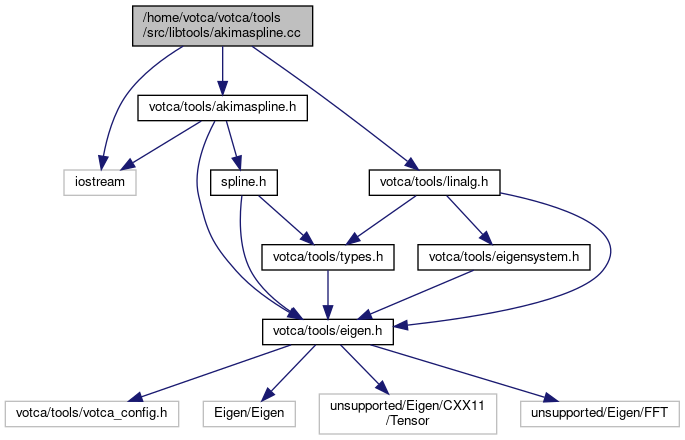 /home/votca/votca/tools
/src/libtools/akimaspline.cc
votca/tools/akimaspline.h
iostream
spline.h
votca/tools/linalg.h
votca/tools/types.h
votca/tools/eigensystem.h
votca/tools/eigen.h
votca/tools/votca_config.h
Eigen/Eigen
unsupported/Eigen/CXX11
/Tensor
unsupported/Eigen/FFT